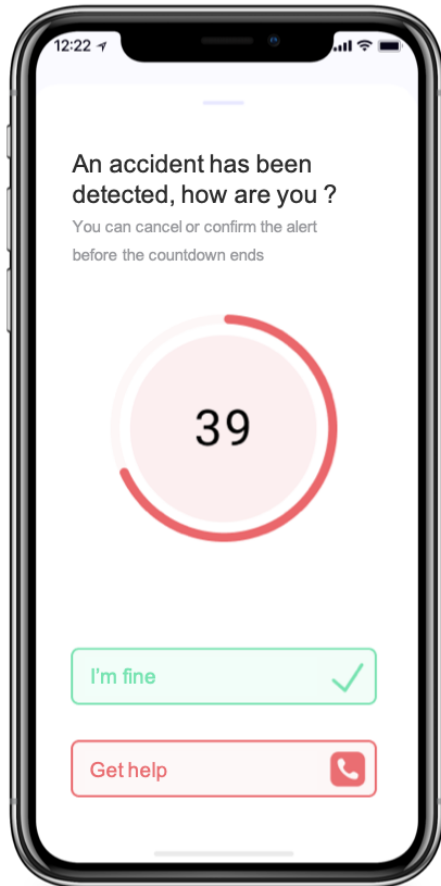 12:22
An accident has been
detected, how are you ?
You can cancel or confirm the alert
before the countdown ends
39
I'm fine
Get help